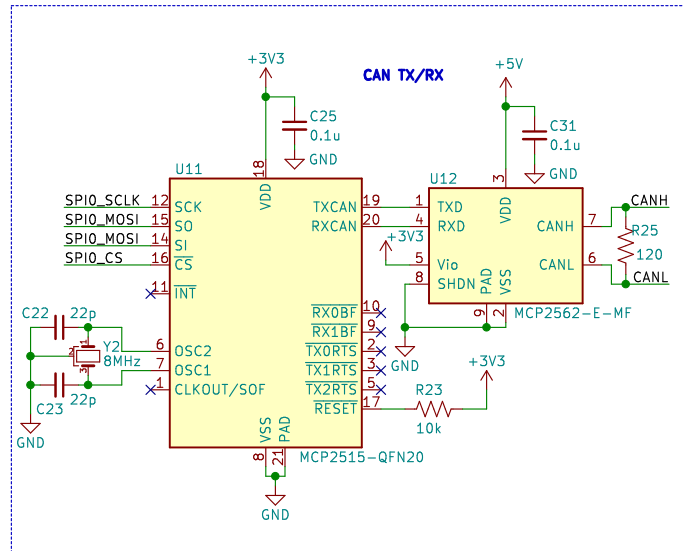 +3V3
CAN TX/RX
+5V
C25
0.1u
GND
C31
0.1u
GND
U11
18
VDD
U12
3
VDD
SPI0_SCLK 12 SCK
SPI0_MOSI 15 SO
SPI0_MOSI 14 SI
SPI0_CS 16 CS
11 INT
TXCAN 19
RXCAN 20
1 TXD
4 RXD
+3V3
5 Vio
8 SHDN
CANH 7
CANL 6
CANH
R25
120
CANL
PAD
9
VSS
2
MCP2562-E-MF
GND
C22 22p
1
2
3
Y2
8MHz
C23 22p
GND
6 OSC2
7 OSC1
1 CLKOUT/SOF
RX0BF 10
RX1BF 9
TX0RTS 2
TX1RTS 3
TX2RTS 5
RESET 17
R23
10k
+3V3
VSS
8
PAD
21
MCP2515-QFN20
GND